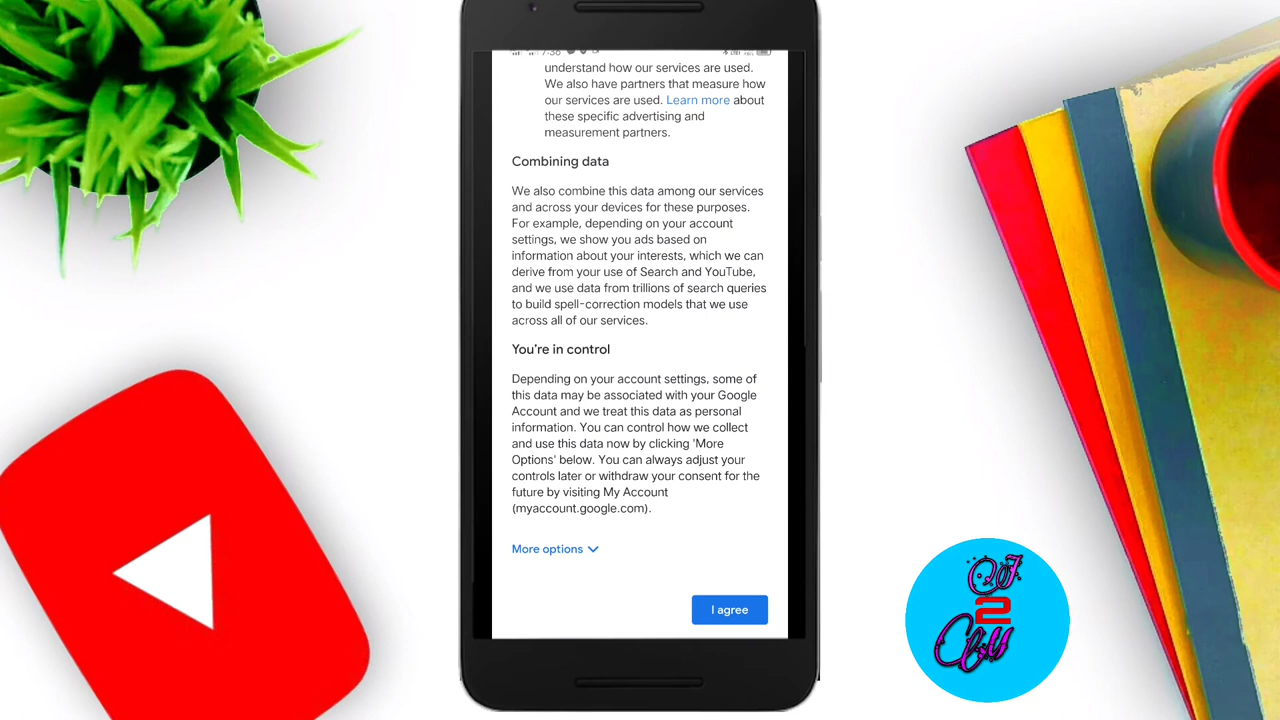 understand how our services are used.
We also have partners that measure how
our services are used. Learn more about
these specific advertising and
measurement partners.
Combining data
We also combine this data among our services
and across your devices for these purposes.
For example, depending on your account
settings, we show you ads based on
information about your interests, which we can
derive from your use of Search and YouTube,
and we use data from trillions of search queries
to build spell-correction models that we use
across all of our services.
You're in control
Depending on your account settings, some of
this data may be associated with your Google
Account and we treat this data as personal
information. You can control how we collect
and use this data now by clicking 'More
Options' below. You can always adjust your
controls later or withdraw your consent for the
future by visiting My Account
(myaccount.google.com).
More options
I agree
2